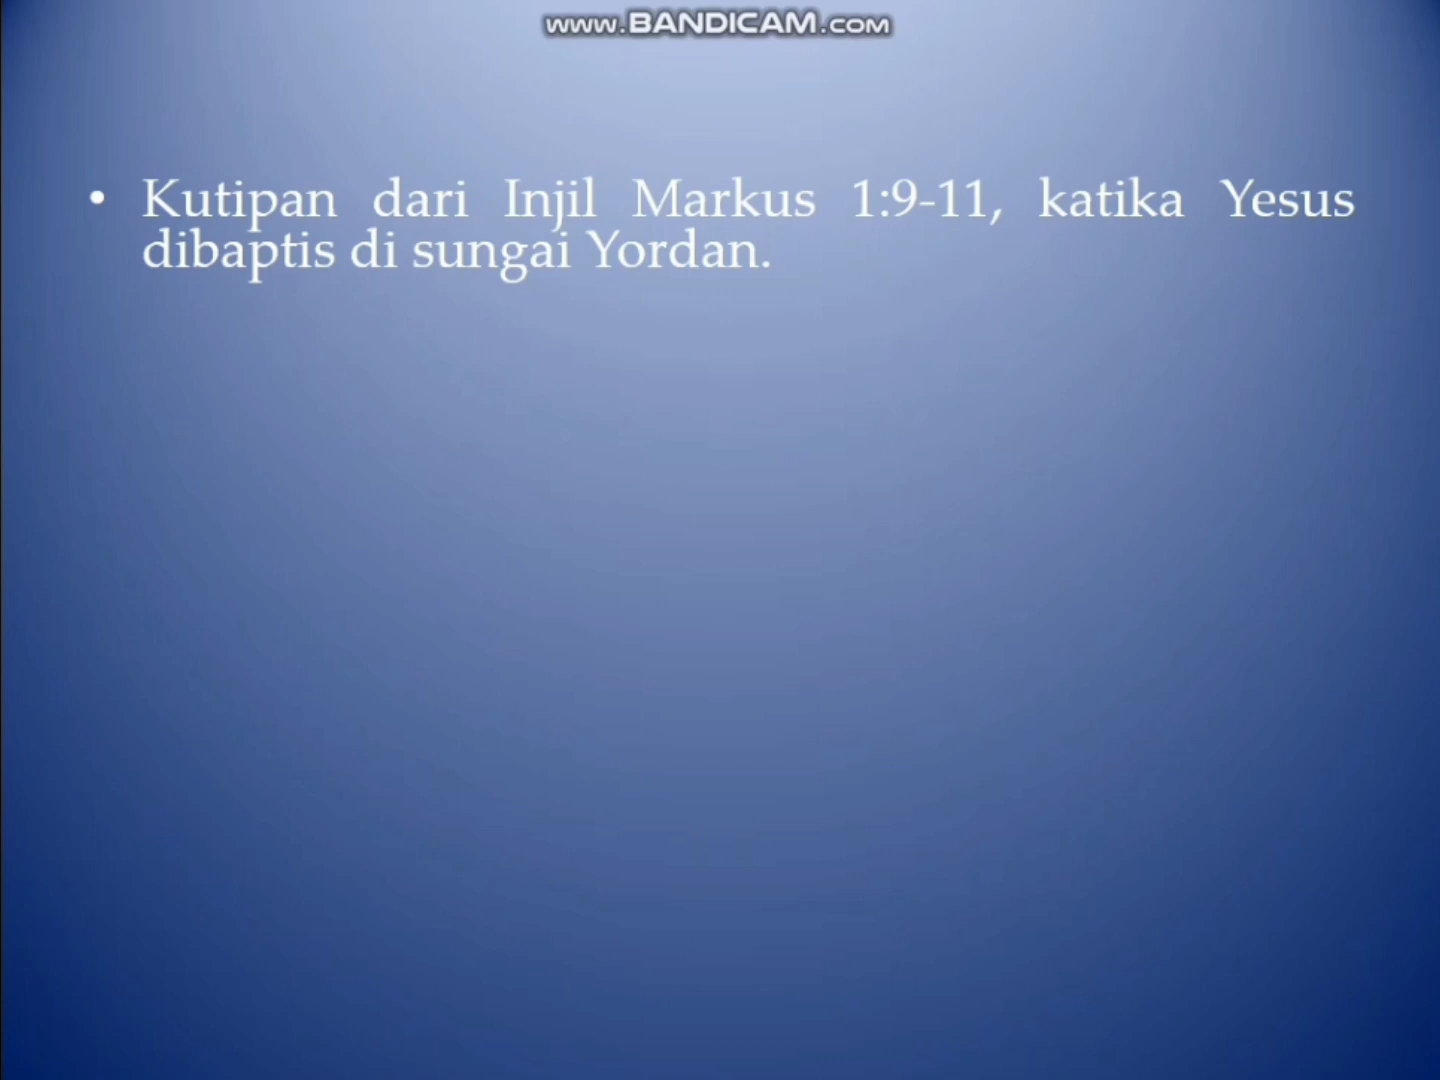 www.BANDICAM.com
• Kutipan dari Injil Markus 1:9-11, katika Yesus
dibaptis di sungai Yordan.